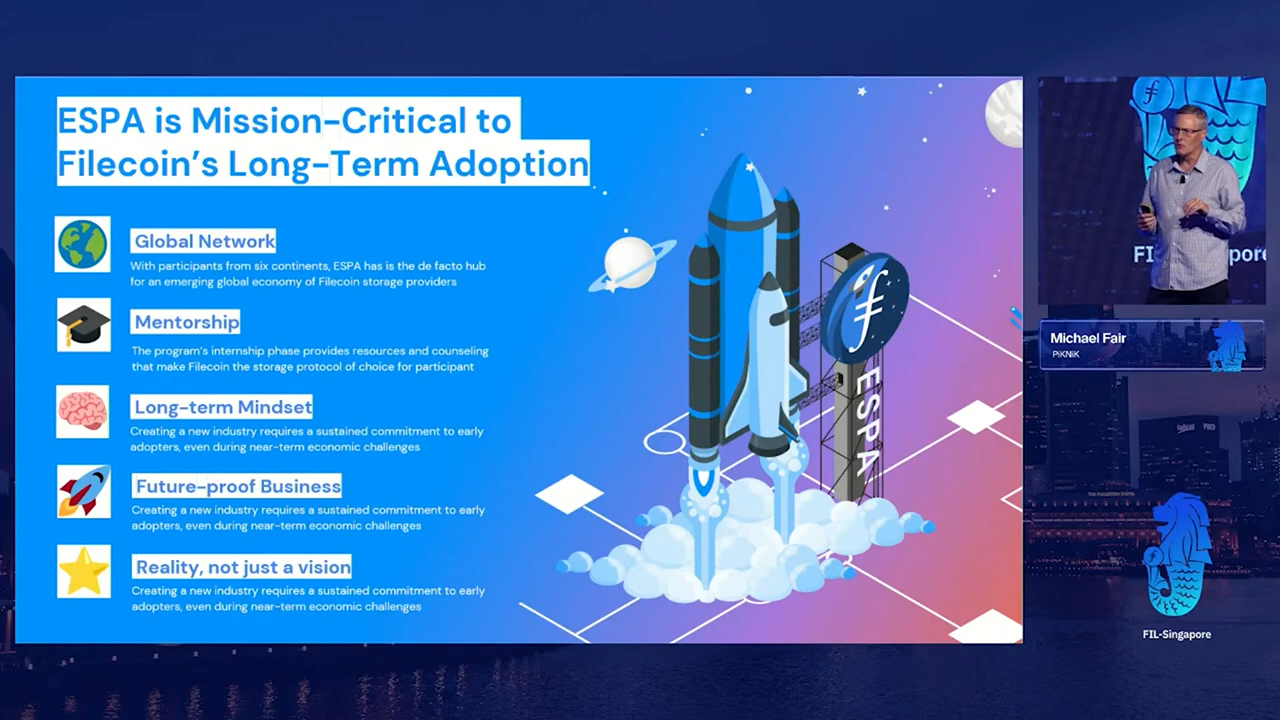 ESPA is Mission-Critical to
Filecoin's Long-Term Adoption
Global Network
With participants from six continents, ESPA has is the de facto hub
for an emerging global economy of Filecoin storage providers
Mentorship
The program's internship phase provides resources and counseling
that make Filecoin the storage protocol of choice for participant
Long-term Mindset
Creating a new industry requires a sustained commitment to early
adopters, even during near-term economic challenges
Future-proof Business
Creating a new industry requires a sustained commitment to early
adopters, even during near-term economic challenges
Reality, not just a vision
Creating a new industry requires a sustained commitment to early
adopters, even during near-term economic challenges
ESPA
Michael Fair
PiKNiK
FIL-Singapore